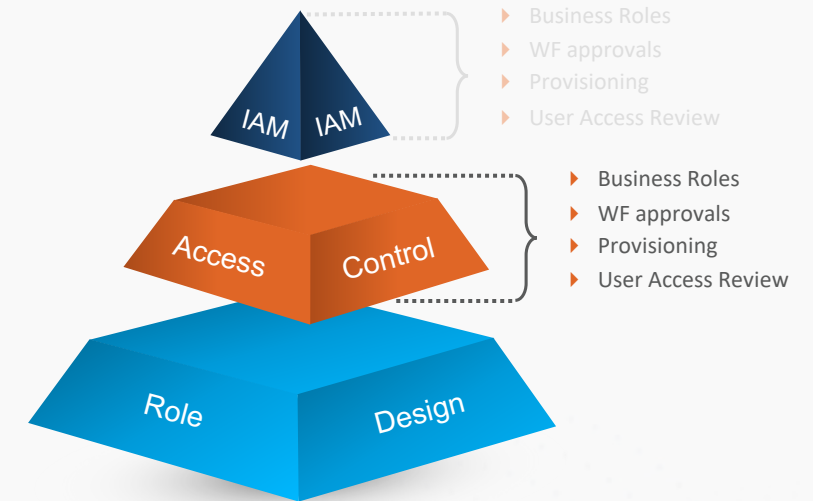 Business Roles
WF approvals
Provisioning
User Access Review
IAM IAM
Business Roles
WF approvals
Provisioning
User Access Review
Access Control
Role Design